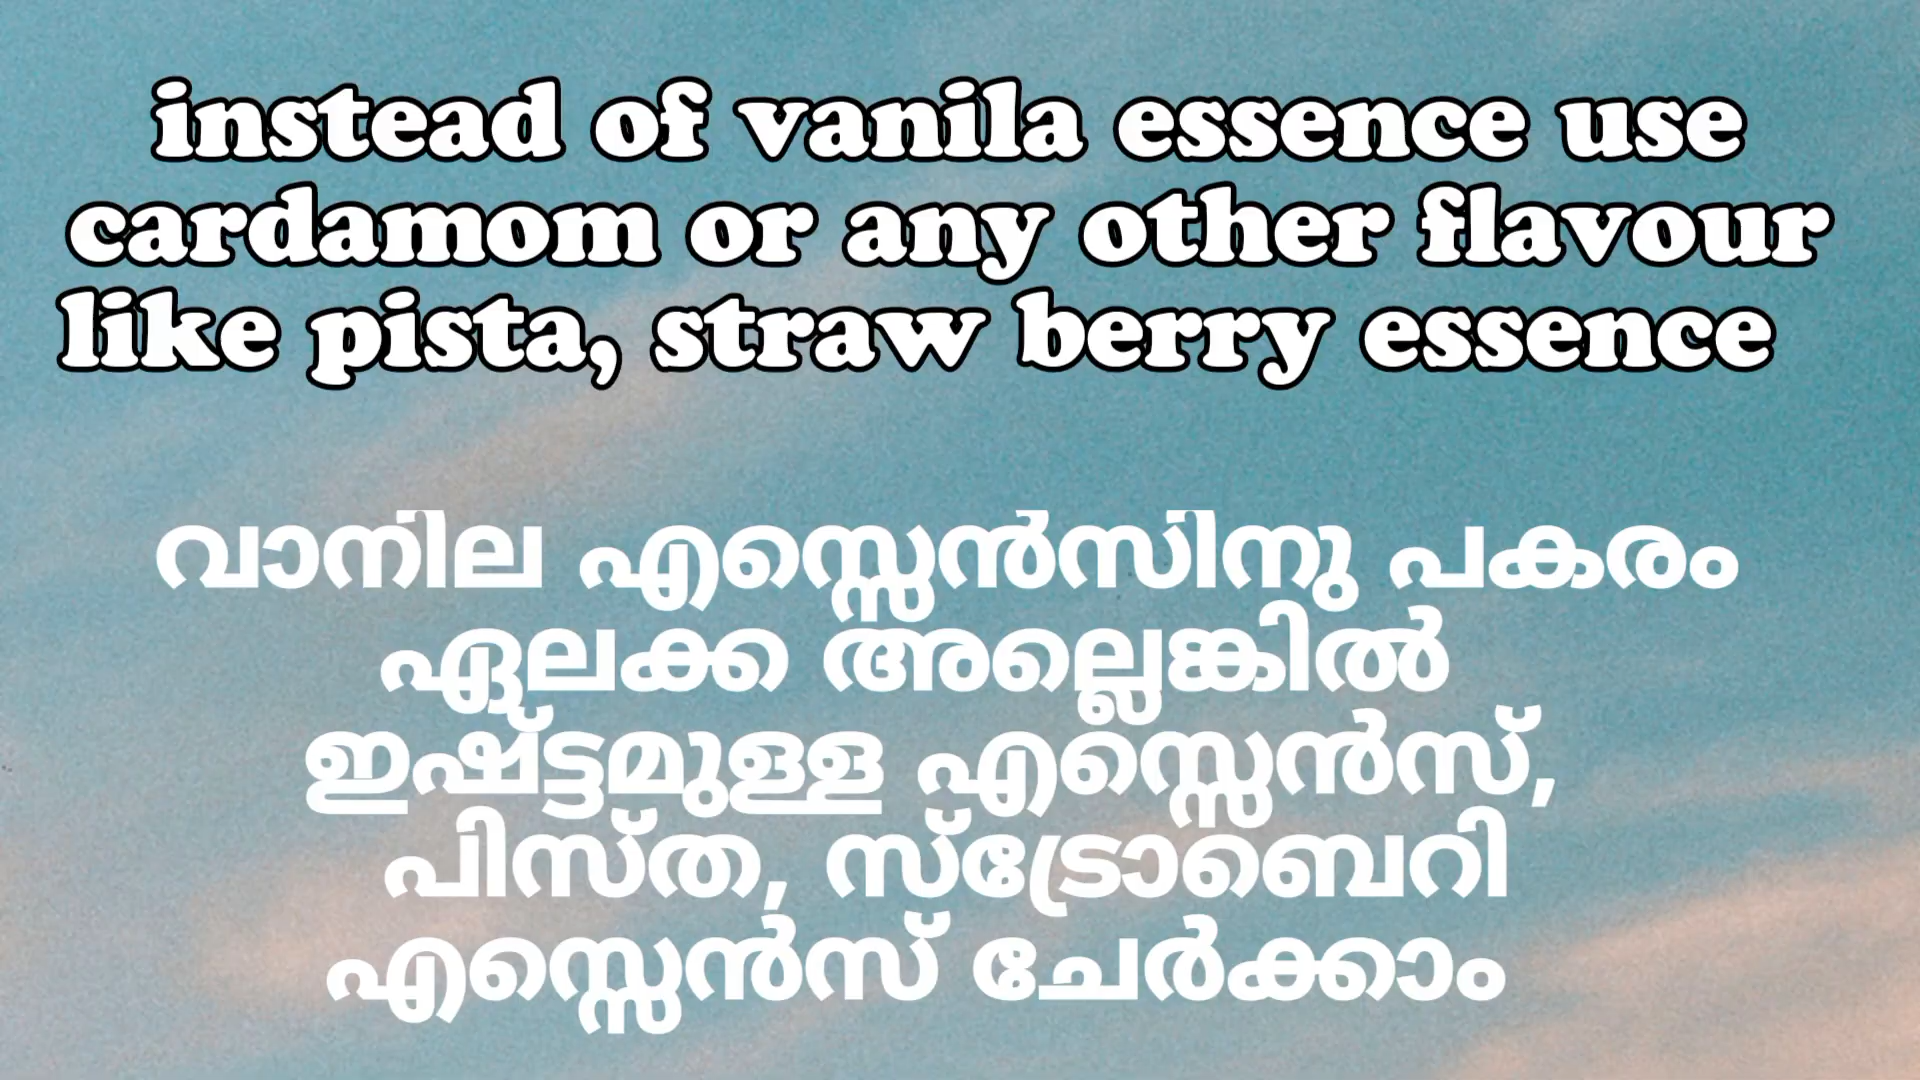 instead of vanila essence use
cardamom or any other flavour
like pista, straw berry essence
വാനില എസ്സെൻസിനു പകരം
ഏലക്ക അല്ലെങ്കിൽ
ഇഷ്ട്ടമുള്ള എസ്സെൻസ്,
പിസ്ത, സ്ട്രോബെറി
എസ്സെൻസ് ചേർക്കാം